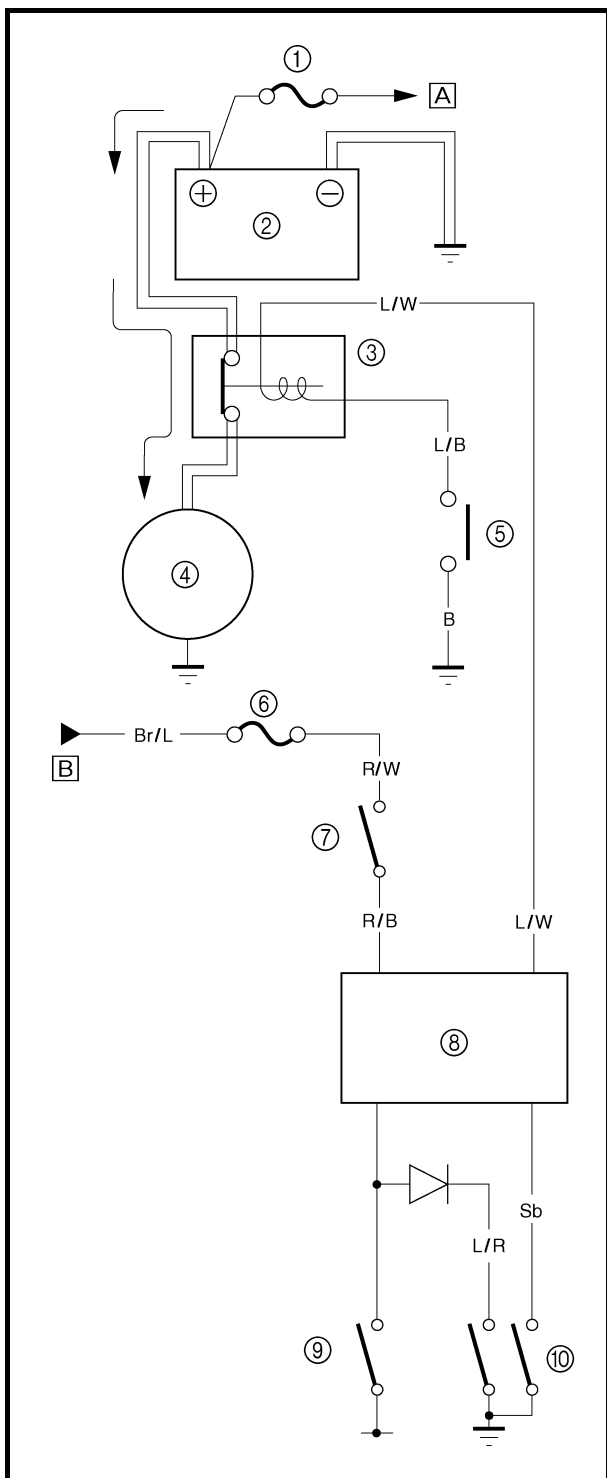 ①
A
+ −
②
L/W
③
L/B
⑤
④
B
⑥
Br/L
B
R/W
⑦
R/B L/W
⑧
Sb
L/R
⑨ ⑩